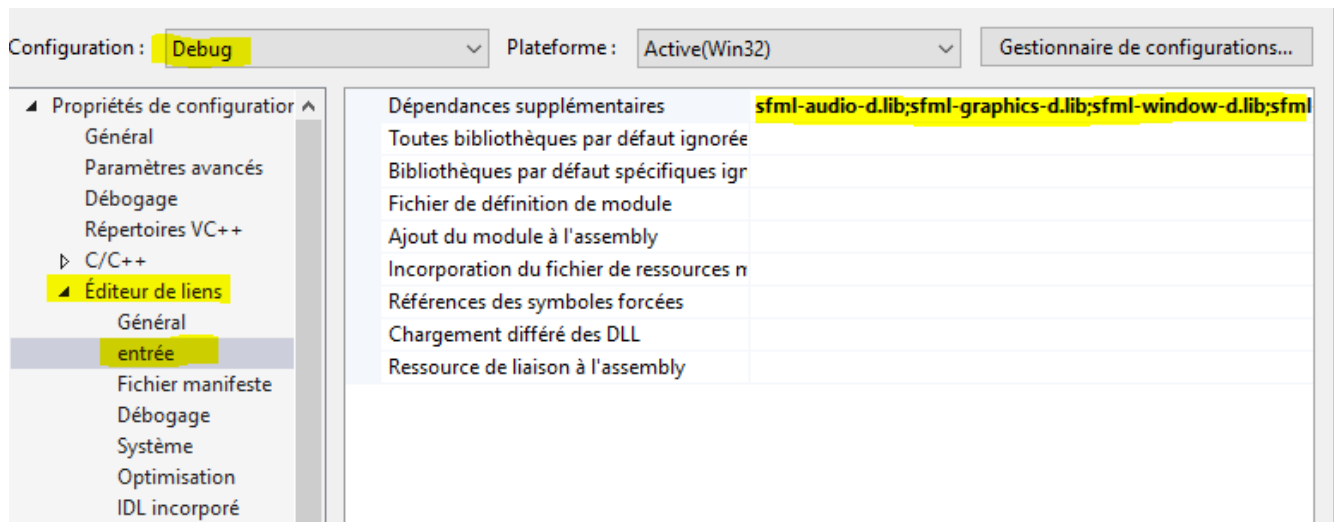 Configuration : Debug Plateforme : Active(Win32) Gestionnaire de configurations...
Propriétés de configuration
Général
Paramètres avancés
Débogage
Répertoires VC++
C/C++
Éditeur de liens
Général
entrée
Fichier manifeste
Débogage
Système
Optimisation
IDL incorporé
Dépendances supplémentaires sfml-audio-d.lib;sfml-graphics-d.lib;sfml-window-d.lib;sfml
Toutes bibliothèques par défaut ignorée
Bibliothèques par défaut spécifiques igr
Fichier de définition de module
Ajout du module à l'assembly
Incorporation du fichier de ressources m
Références des symboles forcées
Chargement différé des DLL
Ressource de liaison à l'assembly